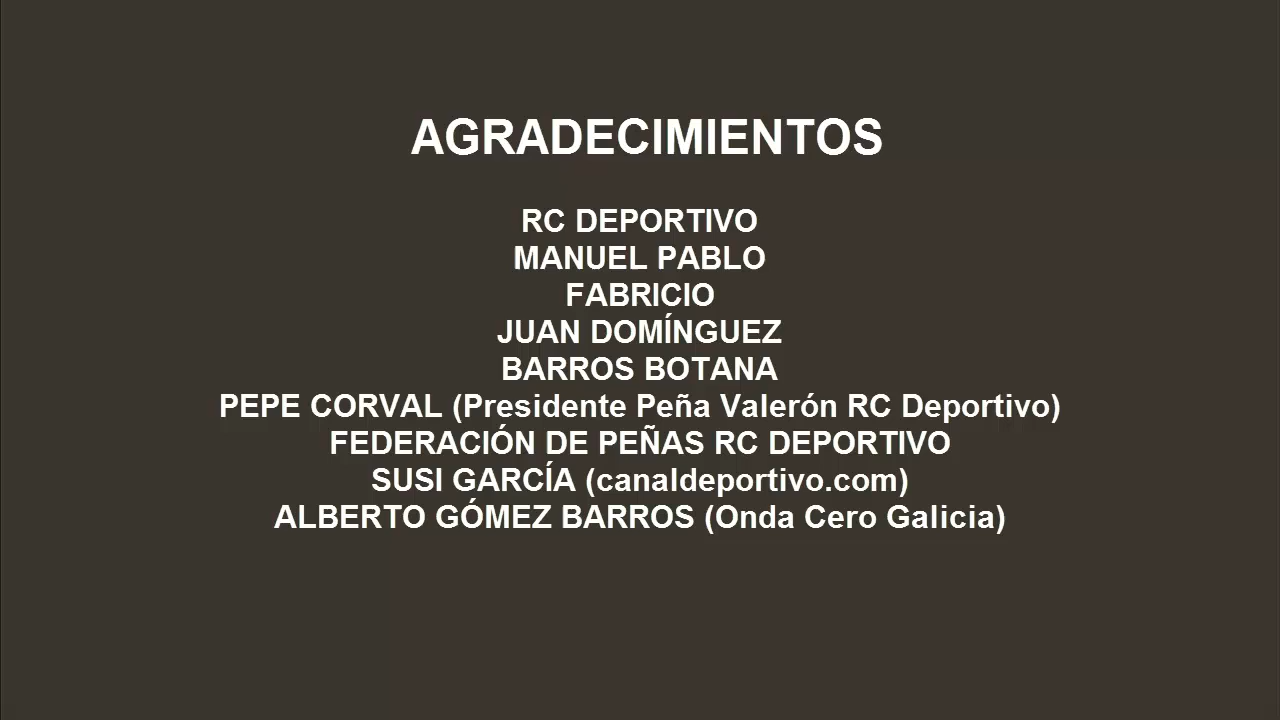 AGRADECIMIENTOS
RC DEPORTIVO
MANUEL PABLO
FABRICIO
JUAN DOMÍNGUEZ
BARROS BOTANA
PEPE CORVAL (Presidente Peña Valerón RC Deportivo)
FEDERACIÓN DE PEÑAS RC DEPORTIVO
SUSI GARCÍA (canaldeportivo.com)
ALBERTO GÓMEZ BARROS (Onda Cero Galicia)